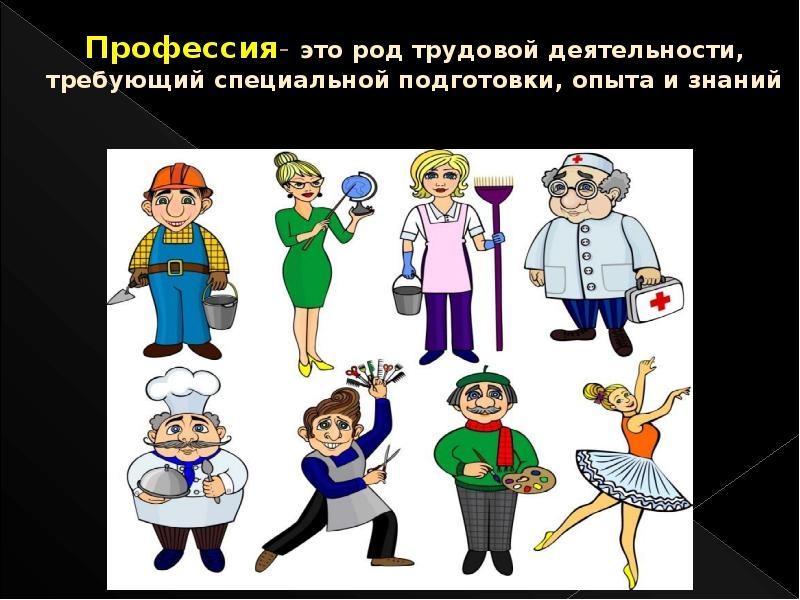 Профессия- это род трудовой деятельности,
требующий специальной подготовки, опыта и знаний